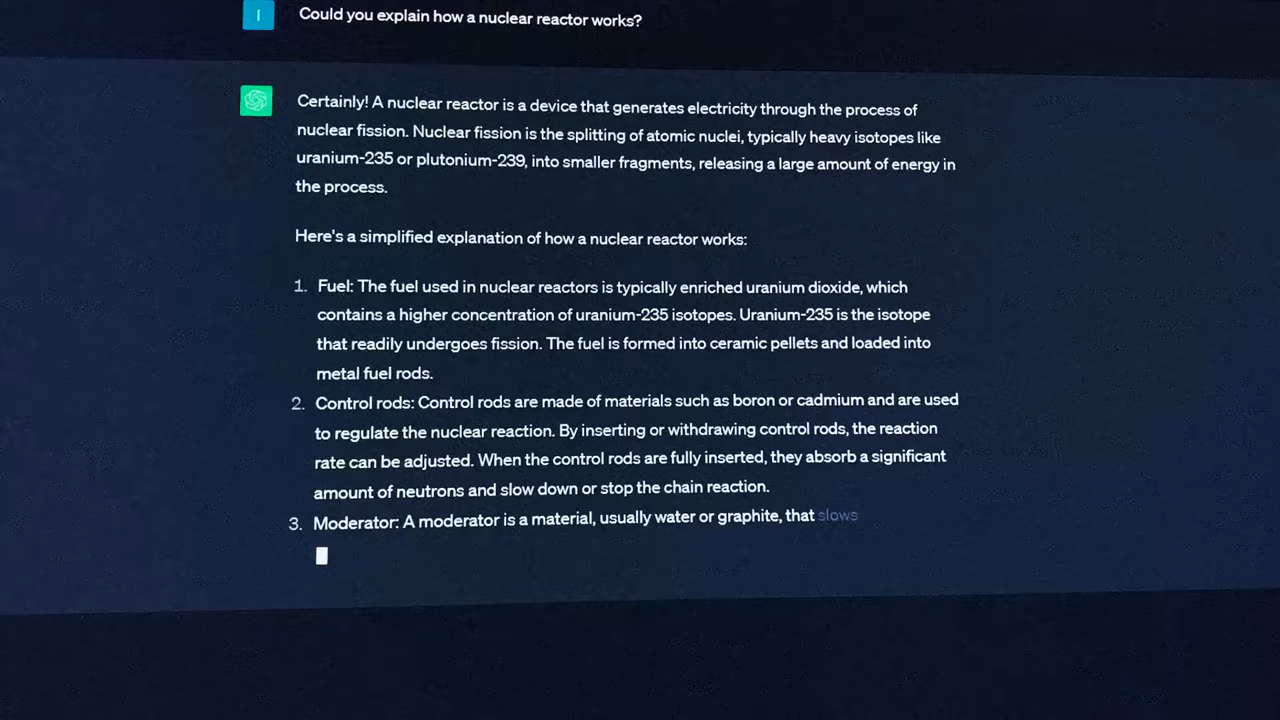 I
Could you explain how a nuclear reactor works?
Certainly! A nuclear reactor is a device that generates electricity through the process of
nuclear fission. Nuclear fission is the splitting of atomic nuclei, typically heavy isotopes like
uranium-235 or plutonium-239, into smaller fragments, releasing a large amount of energy in
the process.
Here's a simplified explanation of how a nuclear reactor works:
1. Fuel: The fuel used in nuclear reactors is typically enriched uranium dioxide, which
contains a higher concentration of uranium-235 isotopes. Uranium-235 is the isotope
that readily undergoes fission. The fuel is formed into ceramic pellets and loaded into
metal fuel rods.
2. Control rods: Control rods are made of materials such as boron or cadmium and are used
to regulate the nuclear reaction. By inserting or withdrawing control rods, the reaction
rate can be adjusted. When the control rods are fully inserted, they absorb a significant
amount of neutrons and slow down or stop the chain reaction.
3. Moderator: A moderator is a material, usually water or graphite, that slows